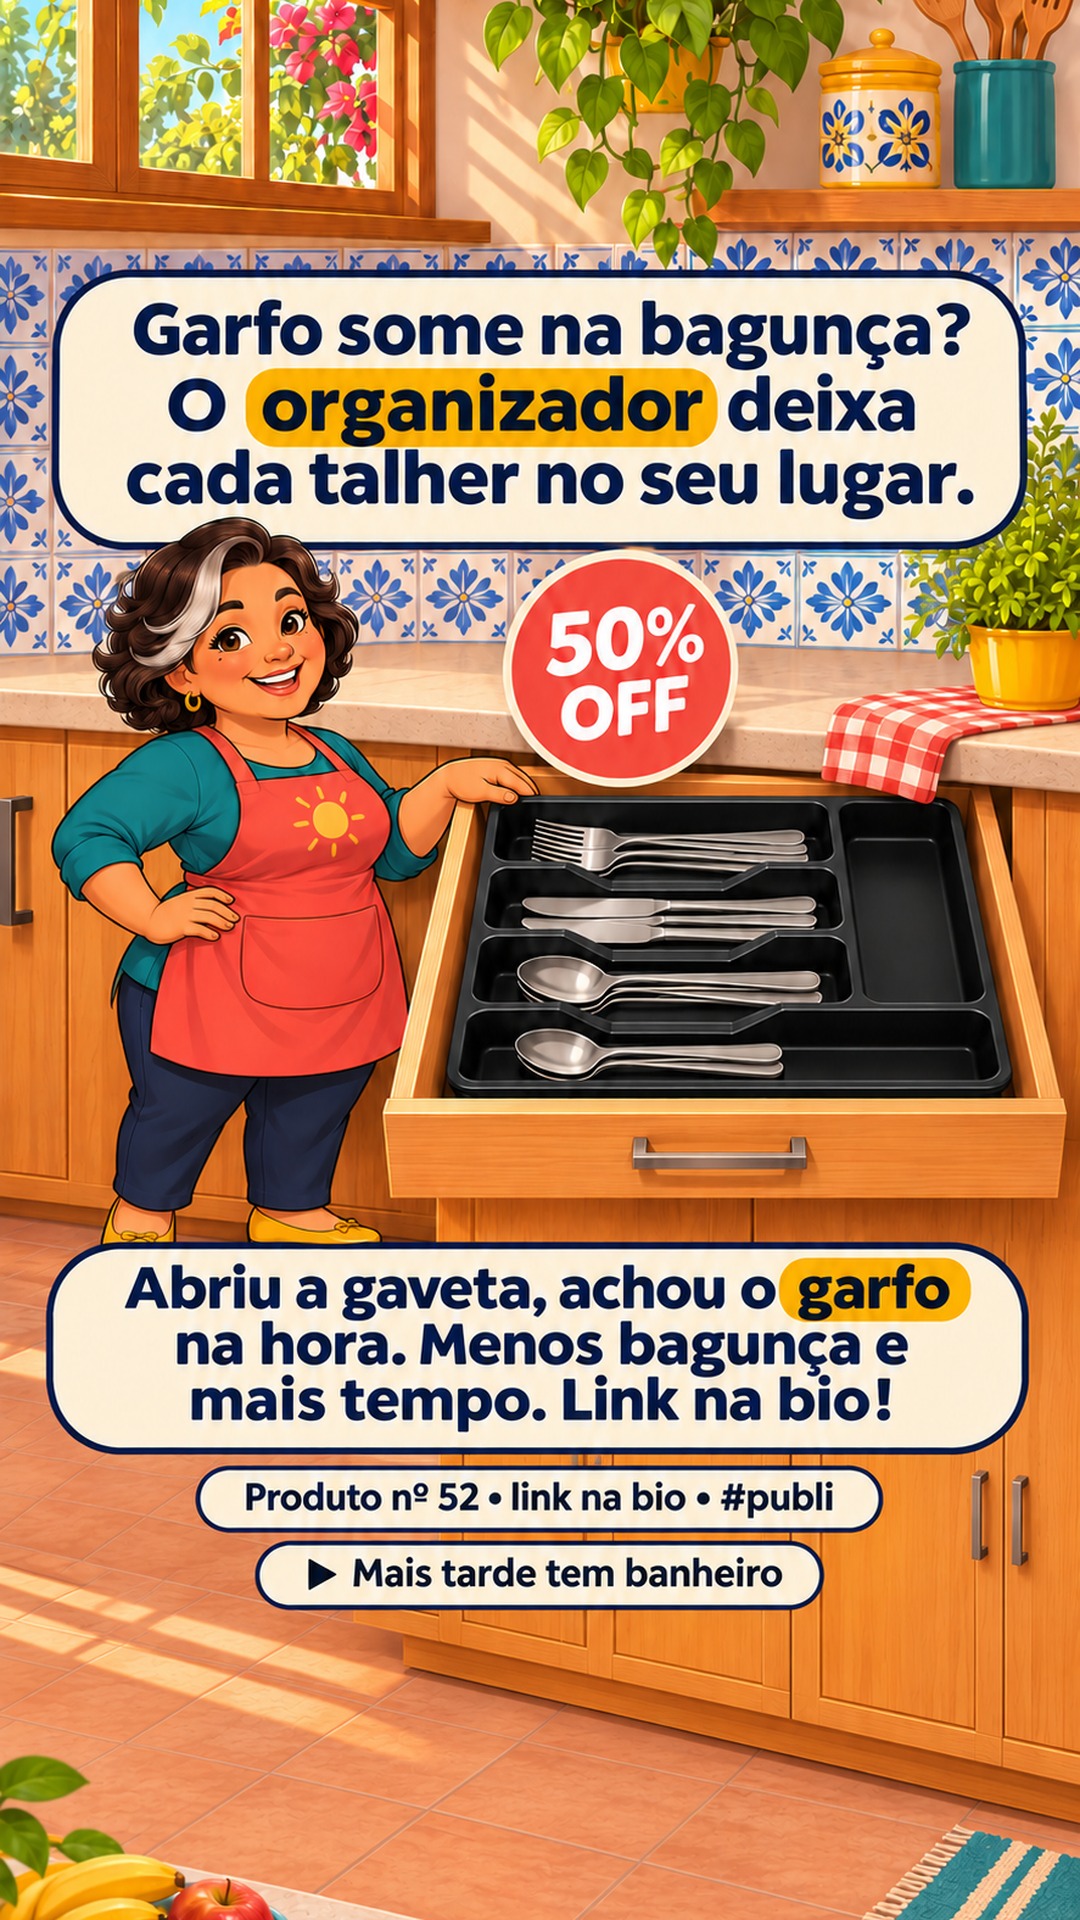 Garfo some na bagunça?
O organizador deixa
cada talher no seu lugar.
50%
OFF
Abriu a gaveta, achou o garfo
na hora. Menos bagunça e
mais tempo. Link na bio!
Produto nº 52 • link na bio • #publi
▶ Mais tarde tem banheiro